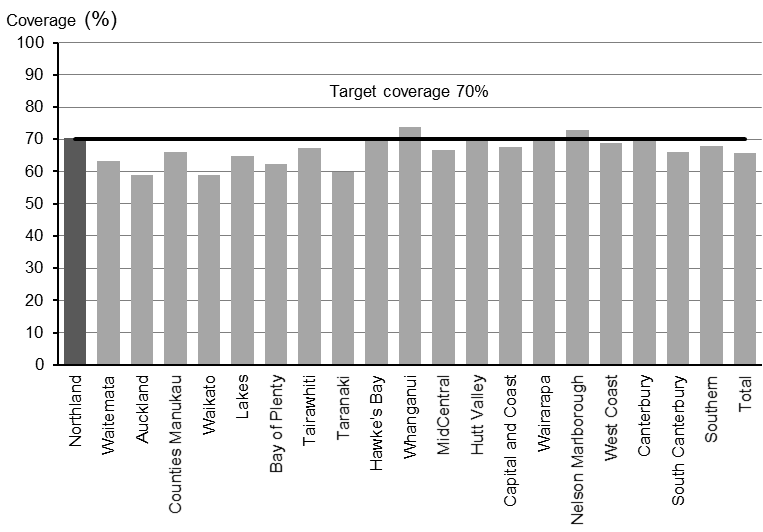 Coverage (%)
100
90
80
70
60
50
40
30
20
10
0
Target coverage 70%
Northland
Waitemata
Auckland
Counties Manukau
Waikato
Lakes
Bay of Plenty
Tairawhiti
Taranaki
Hawke's Bay
Whanganui
MidCentral
Hutt Valley
Capital and Coast
Wairarapa
Nelson Marlborough
West Coast
Canterbury
South Canterbury
Southern
Total